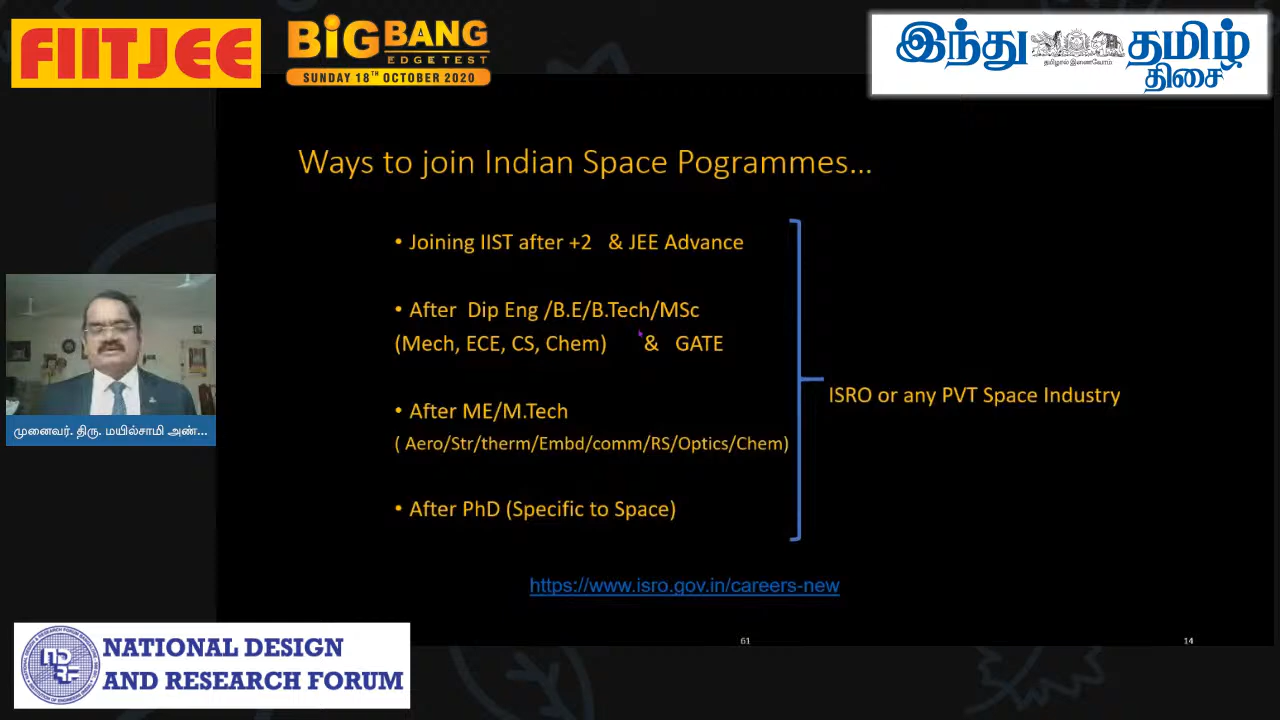 FIITJEE
BiGBANG
EDGE TEST
SUNDAY 18TH OCTOBER 2020
இந்து தமிழ்
தமிழால் இணைவோம்
திசை
Ways to join Indian Space Pogrammes...
• Joining IIST after +2 & JEE Advance
• After Dip Eng /B.E/B.Tech/MSc
(Mech, ECE, CS, Chem) & GATE
• After ME/M.Tech
( Aero/Str/therm/Embd/comm/RS/Optics/Chem)
• After PhD (Specific to Space)
ISRO or any PVT Space Industry
முனைவர். திரு. மயில்சாமி அண்...
https://www.isro.gov.in/careers-new
61
14
NATIONAL DESIGN
AND RESEARCH FORUM